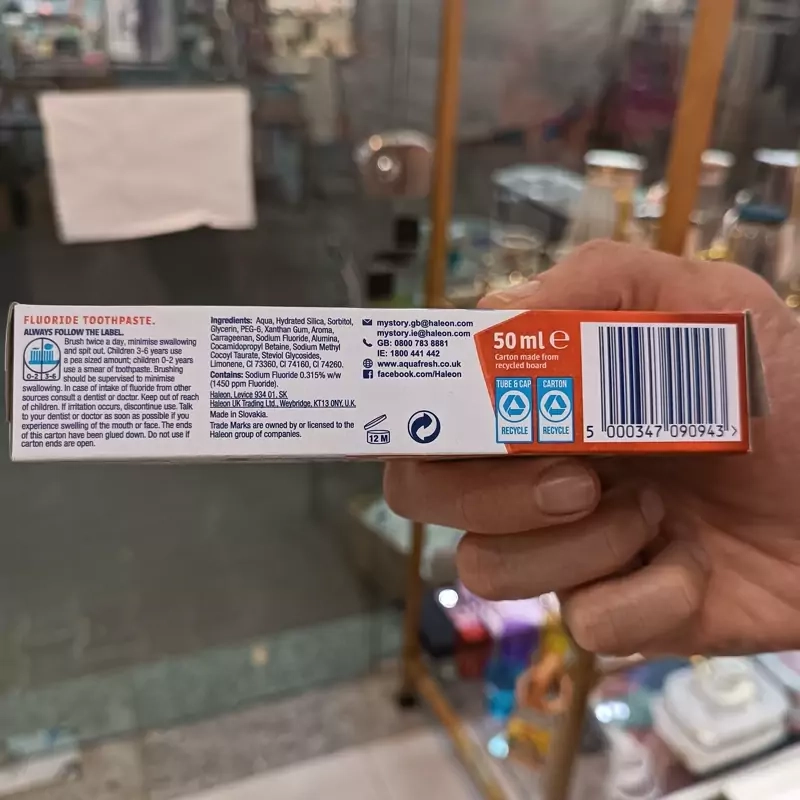 FLUORIDE TOOTHPASTE.
ALWAYS FOLLOW THE LABEL.
Brush twice a day, minimise swallowing
and spit out. Children 3-6 years use
a pea sized amount; children 0-2 years
use a smear of toothpaste. Brushing
should be supervised to minimise
0-2 3-6
swallowing. In case of intake of fluoride from other
sources consult a dentist or doctor. Keep out of reach
of children. If irritation occurs, discontinue use. Talk
to your dentist or doctor as soon as possible if you
experience swelling of the mouth or face. The ends
of this carton have been glued down. Do not use if
carton ends are open.
Ingredients: Aqua, Hydrated Silica, Sorbitol,
Glycerin, PEG-6, Xanthan Gum, Aroma,
Carrageenan, Sodium Fluoride, Alumina,
Cocamidopropyl Betaine, Sodium Methyl
Cocoyl Taurate, Steviol Glycosides,
Limonene, CI 73360, CI 74160, CI 74260.
Contains: Sodium Fluoride 0.315% w/w
(1450 ppm Fluoride).
Haleon, Levice 934 01, SK
Haleon UK Trading Ltd., Weybridge, KT13 0NY, U.K.
Made in Slovakia.
Trade Marks are owned by or licensed to the
Haleon group of companies.
mystory.gb@haleon.com
mystory.ie@haleon.com
GB: 0800 783 8881
IE: 1800 441 442
www.aquafresh.co.uk
facebook.com/Haleon
12 M
50 ml e
Carton made from
recycled board
TUBE & CAP
RECYCLE
CARTON
RECYCLE
5 000347 090943 >